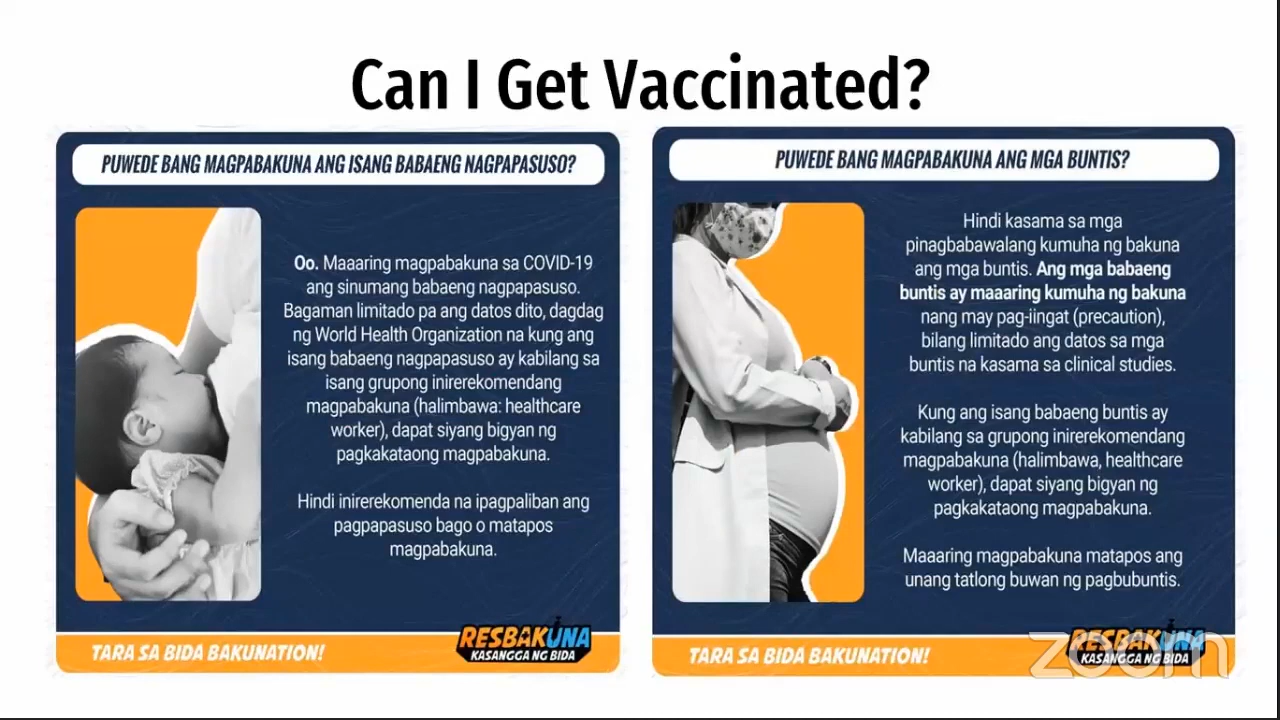 Can I Get Vaccinated?
PUWEDE BANG MAGPABAKUNA ANG ISANG BABAENG NAGPAPASUSO?
Oo. Maaaring magpabakuna sa COVID-19
ang sinumang babaeng nagpapasuso.
Bagaman limitado pa ang datos dito, dagdag
ng World Health Organization na kung ang
isang babaeng nagpapasuso ay kabilang sa
isang grupong inirerekomendang
magpabakuna (halimbawa: healthcare
worker), dapat siyang bigyan ng
pagkakataong magpabakuna.
Hindi inirerekomenda na ipagpaliban ang
pagpapasuso bago o matapos
magpabakuna.
TARA SA BIDA BAKUNATION!
RESBAKUNA
KASANGGA NG BIDA
PUWEDE BANG MAGPABAKUNA ANG MGA BUNTIS?
Hindi kasama sa mga
pinagbabawalang kumuha ng bakuna
ang mga buntis. Ang mga babaeng
buntis ay maaaring kumuha ng bakuna
nang may pag-iingat (precaution),
bilang limitado ang datos sa mga
buntis na kasama sa clinical studies.
Kung ang isang babaeng buntis ay
kabilang sa grupong inirerekomendang
magpabakuna (halimbawa, healthcare
worker), dapat siyang bigyan ng
pagkakataong magpabakuna.
Maaaring magpabakuna matapos ang
unang tatlong buwan ng pagbubuntis.
TARA SA BIDA BAKUNATION!
RESBAKUNA
KASANGGA NG BIDA
zoom